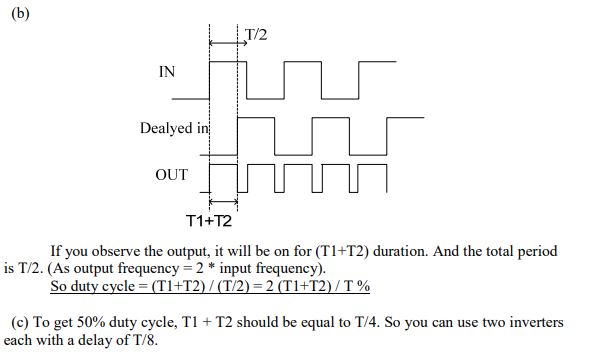 (b)
T/2
IN
Dealyed in
OUT
T1+T2
If you observe the output, it will be on for (T1+T2) duration. And the total period
is T/2. (As output frequency = 2 * input frequency).
So duty cycle = (T1+T2) / (T/2) = 2 (T1+T2) / T %
(c) To get 50% duty cycle, T1 + T2 should be equal to T/4. So you can use two inverters
each with a delay of T/8.